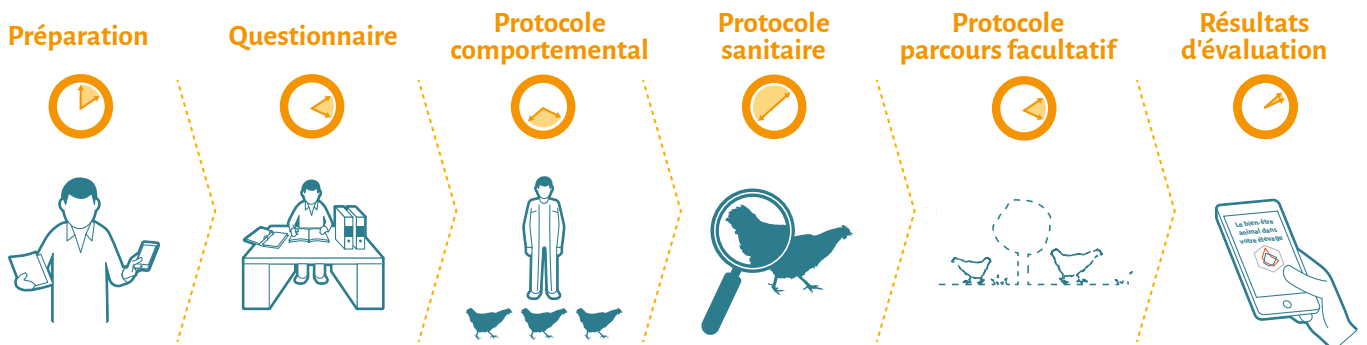 Préparation
Questionnaire
Protocole
comportemental
Protocole
sanitaire
Protocole
parcours facultatif
Résultats
d'évaluation
Le bien-être
animal dans
votre élevage